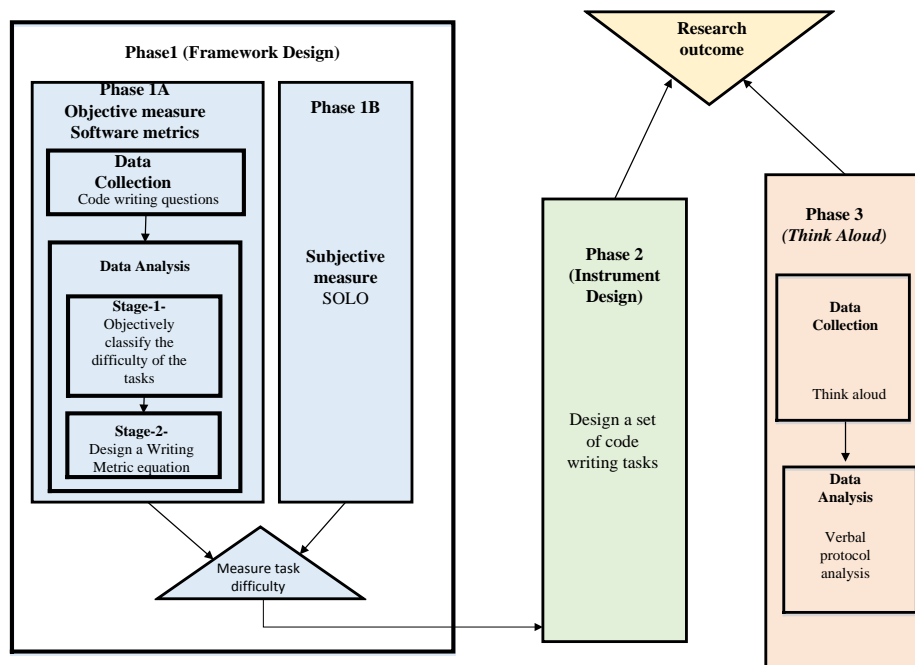 Phase1 (Framework Design)
Phase 1A
Objective measure
Software metrics
Data
Collection
Code writing questions
Data Analysis
Stage-1-
Objectively
classify the
difficulty of the
tasks
Stage-2-
Design a Writing
Metric equation
Phase 1B
Subjective
measure
SOLO
Measure task
difficulty
Research
outcome
Phase 2
(Instrument
Design)
Design a set
of code
writing tasks
Phase 3
(Think Aloud)
Data
Collection
Think aloud
Data
Analysis
Verbal
protocol
analysis